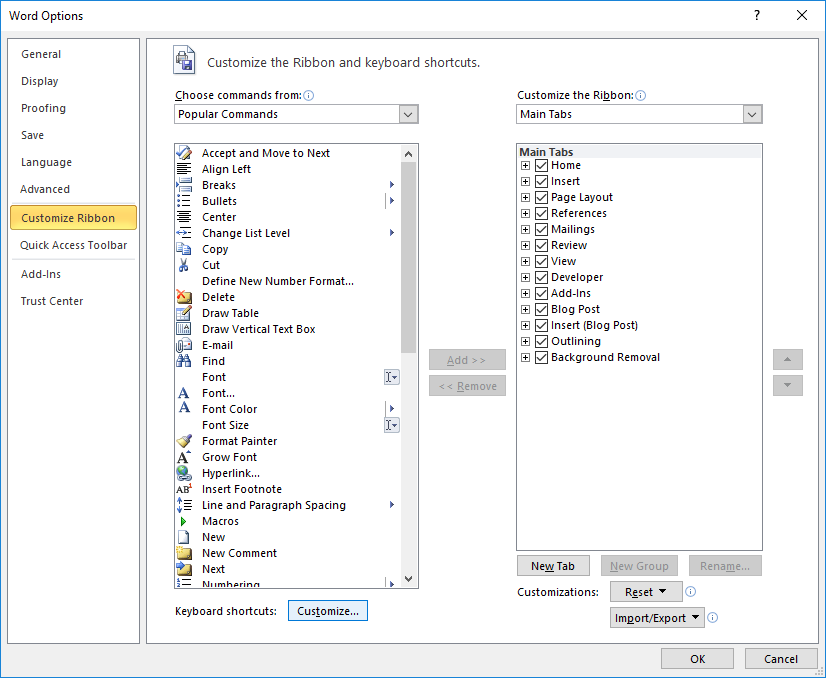 Word Options
?
General
Display
Proofing
Save
Language
Advanced
Customize Ribbon
Quick Access Toolbar
Add-Ins
Trust Center
Customize the Ribbon and keyboard shortcuts.
Choose commands from:
Popular Commands
Accept and Move to Next
Align Left
Breaks
Bullets
Center
Change List Level
Copy
Cut
Define New Number Format...
Delete
Draw Table
Draw Vertical Text Box
E-mail
Find
Font
Font...
Font Color
Font Size
Format Painter
Grow Font
Hyperlink...
Insert Footnote
Line and Paragraph Spacing
Macros
New
New Comment
Next
Numbering
Keyboard shortcuts: Customize...
Add >>
<< Remove
Customize the Ribbon:
Main Tabs
Main Tabs
Home
Insert
Page Layout
References
Mailings
Review
View
Developer
Add-Ins
Blog Post
Insert (Blog Post)
Outlining
Background Removal
New Tab New Group Rename...
Customizations: Reset
Import/Export
OK Cancel